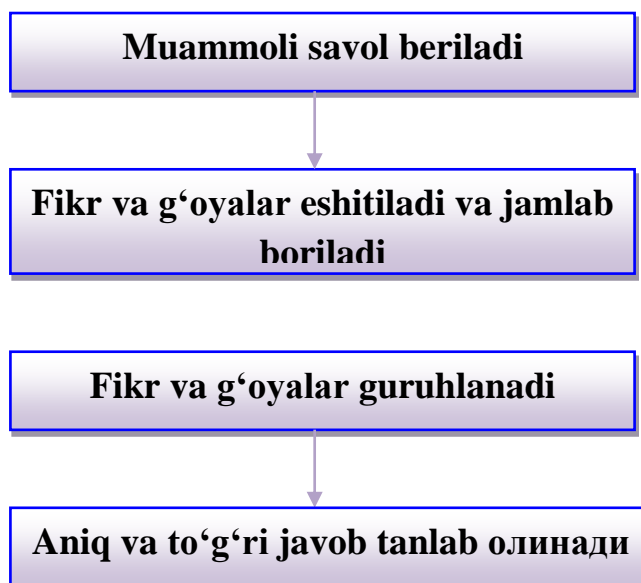 Muammoli savol beriladi
Fikr va g‘oyalar eshitiladi va jamlab
boriladi
Fikr va g‘oyalar guruhlanadi
Aniq va to‘g‘ri javob tanlab олинади